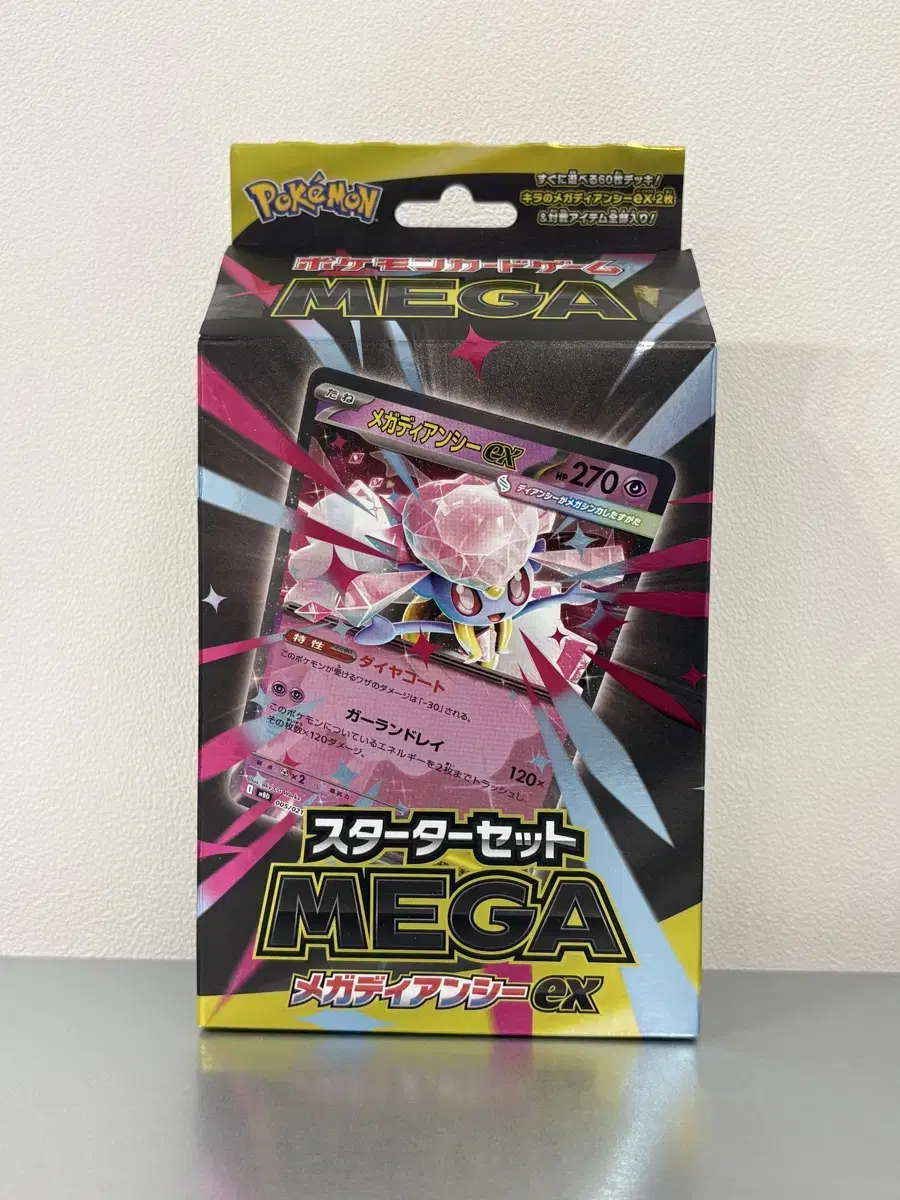 POKéMON
すぐに遊べる60枚デッキ!
キラのメガディアンシーex 2枚
&対戦アイテム全部入り!
ポケモンカードゲーム
MEGA
たね
メガディアンシーex
HP 270
ディアンシーがメガシンカしたすがた
特性
ダイヤコート
このポケモンが受けるワザのダメージは「-30」される。
ガーランドレイ
120×
このポケモンについているエネルギーを2枚までトラッシュし、
その枚数×120ダメージ。
×2
抵抗力
005/021
スターターセット
MEGA
メガディアンシーex